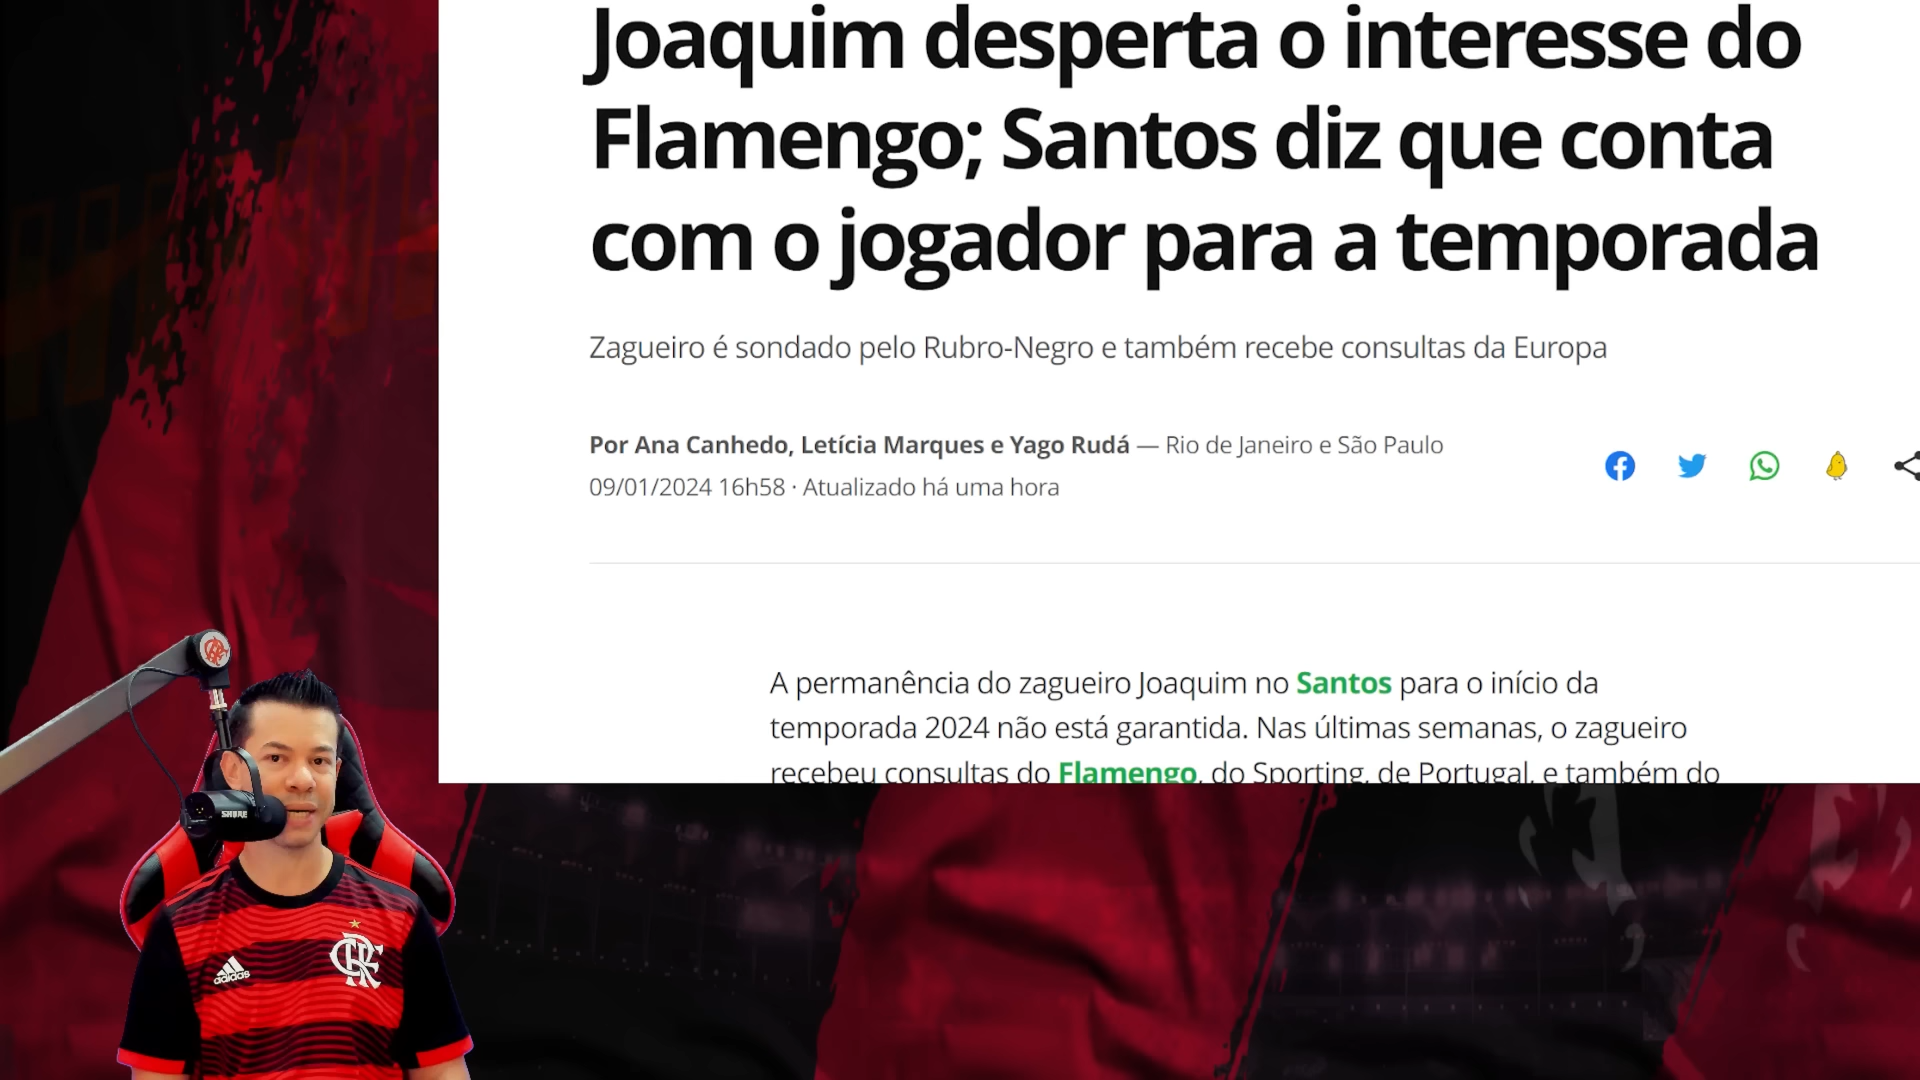 Joaquim desperta o interesse do
Flamengo; Santos diz que conta
com o jogador para a temporada
Zagueiro é sondado pelo Rubro-Negro e também recebe consultas da Europa
Por Ana Canhedo, Letícia Marques e Yago Rudá — Rio de Janeiro e São Paulo
09/01/2024 16h58 · Atualizado há uma hora
A permanência do zagueiro Joaquim no Santos para o início da
temporada 2024 não está garantida. Nas últimas semanas, o zagueiro
recebeu consultas do Flamengo, do Sporting, de Portugal, e também do
SHURE
adidas